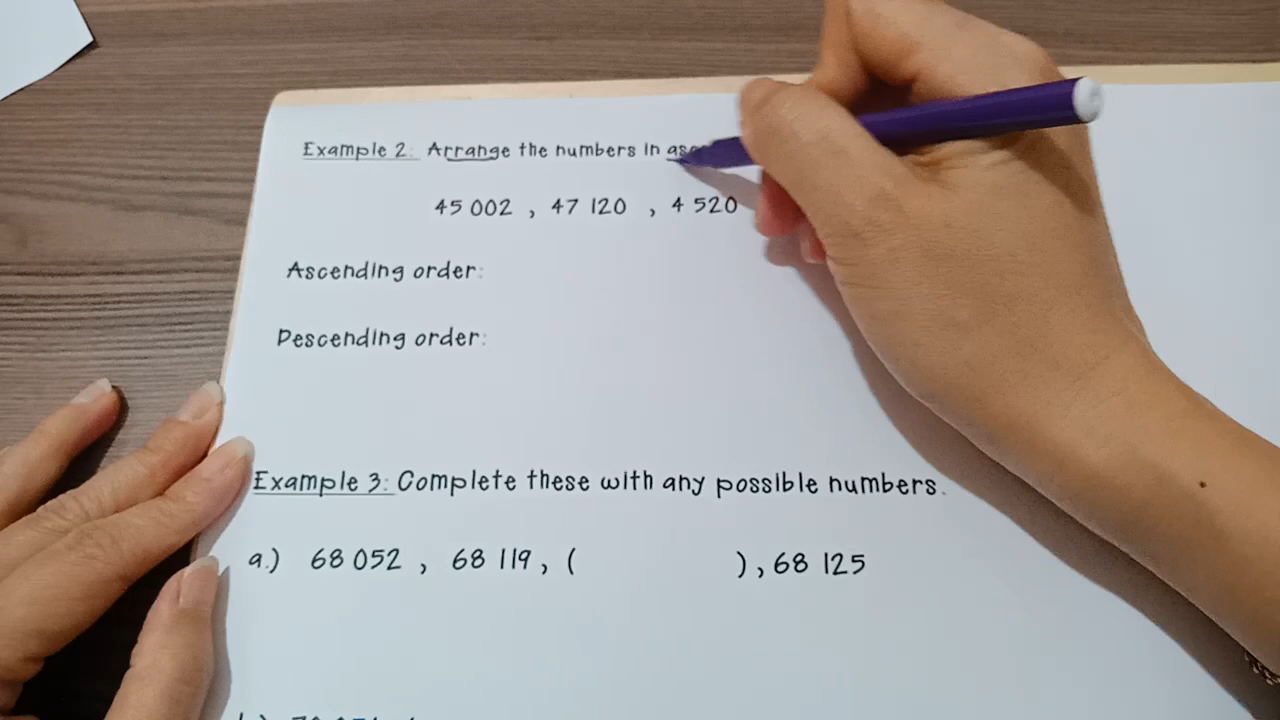 Example 2: Arrange the numbers in
45 002 , 47 120 , 4 520
Ascending order:
Descending order:
Example 3: Complete these with any possible numbers.
a.) 68 052 , 68 119 , ( ) , 68 125